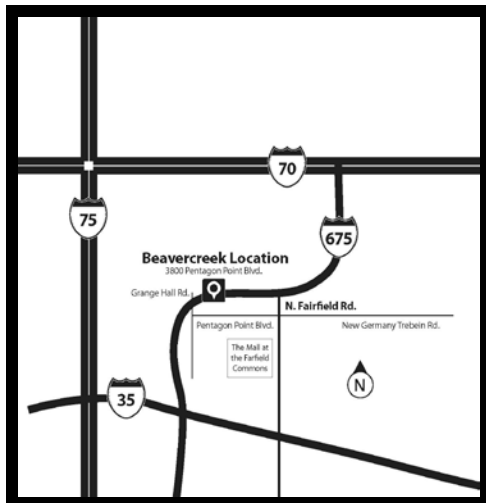 70
75
675
Beavercreek Location
3800 Pentagon Point Blvd.
Grange Hall Rd.
N. Fairfield Rd.
Pentagon Point Blvd.
New Germany Trebein Rd.
The Mall at
the Farfield
Commons
N
35